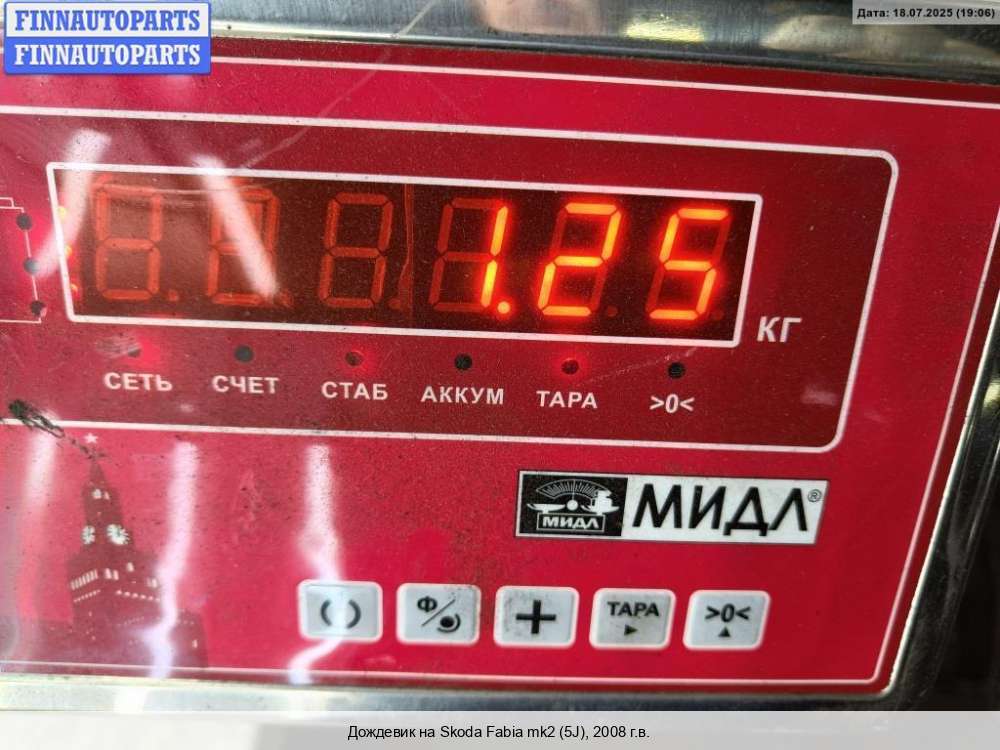 FINNAUTOPARTS
FINNAUTOPARTS
Дата: 18.07.2025 (19:06)
1.25
КГ
СЕТЬ СЧЕТ СТАБ АККУМ ТАРА >0<
МИДЛ МИДЛ®
Ф ТАРА >0<
Дождевик на Skoda Fabia mk2 (5J), 2008 г.в.